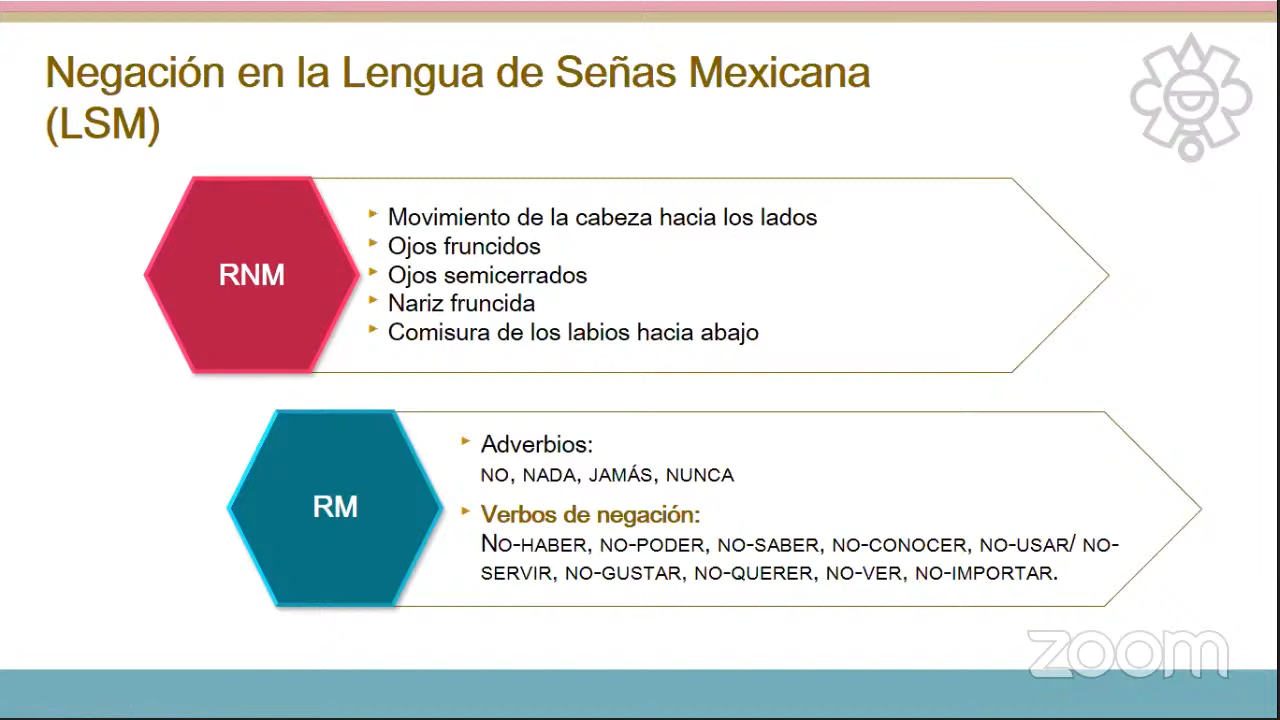 Negación en la Lengua de Señas Mexicana
(LSM)
RNM
Movimiento de la cabeza hacia los lados
Ojos fruncidos
Ojos semicerrados
Nariz fruncida
Comisura de los labios hacia abajo
RM
Adverbios:
NO, NADA, JAMÁS, NUNCA
Verbos de negación:
NO-HABER, NO-PODER, NO-SABER, NO-CONOCER, NO-USAR/ NO-
SERVIR, NO-GUSTAR, NO-QUERER, NO-VER, NO-IMPORTAR.
zoom